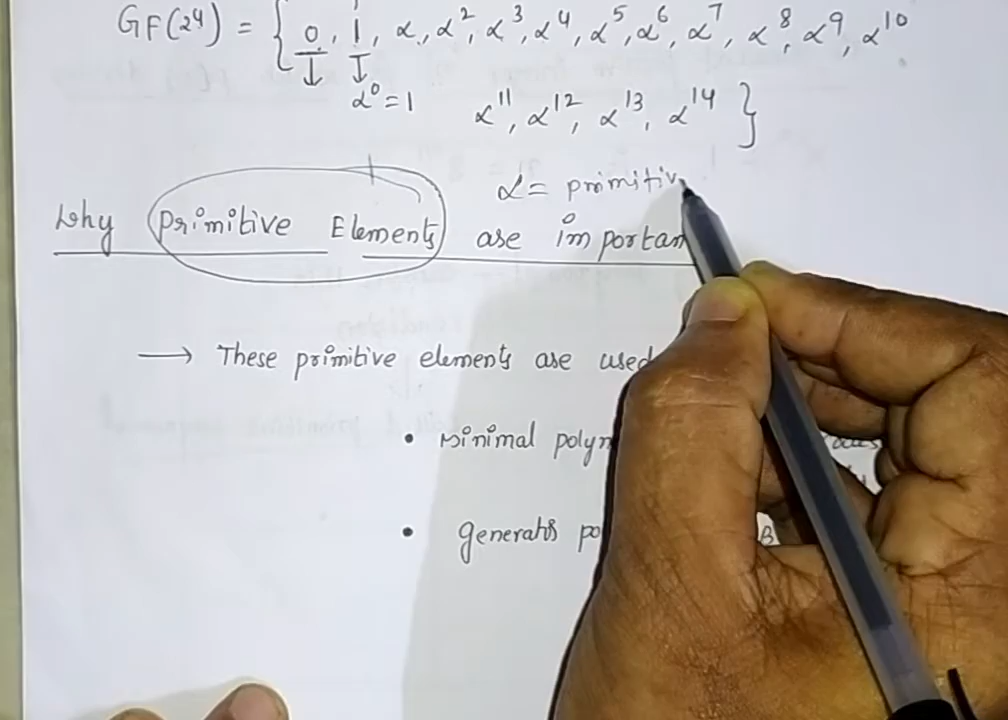 GF(2⁴) = { 0, 1, α, α², α³, α⁴, α⁵, α⁶, α⁷, α⁸, α⁹, α¹⁰
α⁰ = 1 α¹¹, α¹², α¹³, α¹⁴ }
α = primitiv
Why Primitive Elements are importan
→ These primitive elements are used
• Minimal polyn
• generator po